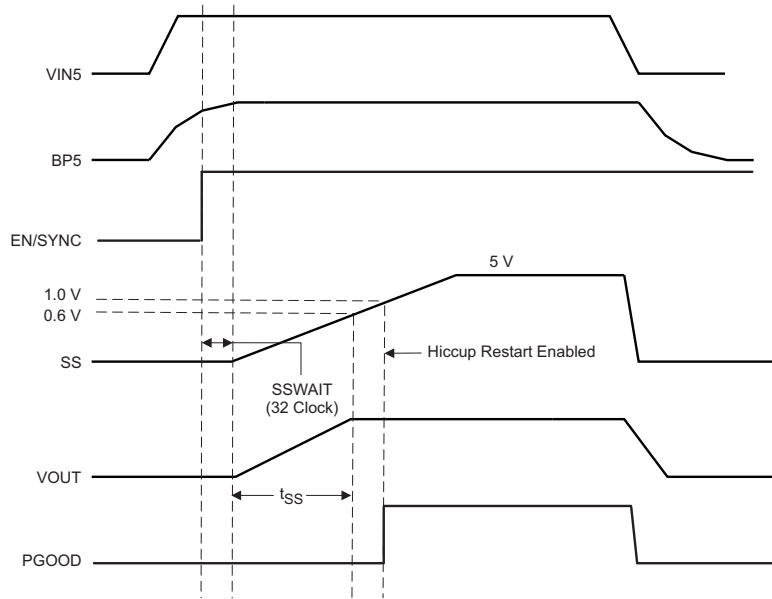 VIN5
BP5
EN/SYNC
5 V
1.0 V
0.6 V
Hiccup Restart Enabled
SS
SSWAIT
(32 Clock)
VOUT
tSS
PGOOD